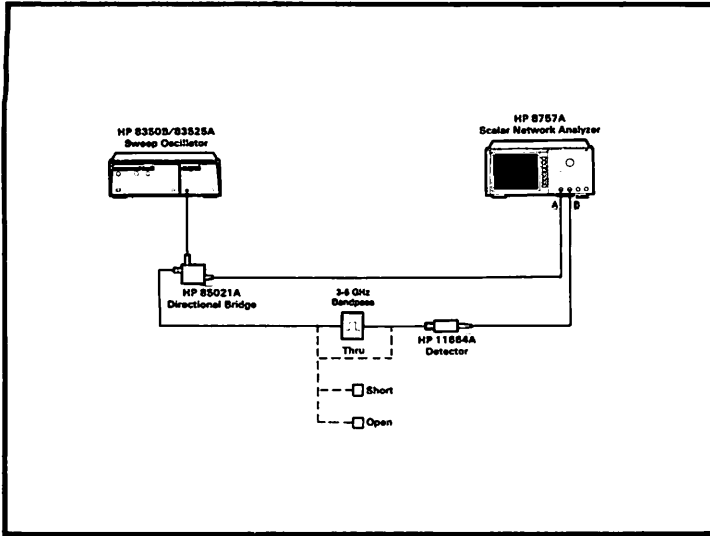 HP 8350B/83525A
Sweep Oscillator
HP 8757A
Scalar Network Analyzer
A
B
HP 85021A
Directional Bridge
3-6 GHz
Bandpass
Thru
HP 11664A
Detector
Short
Open